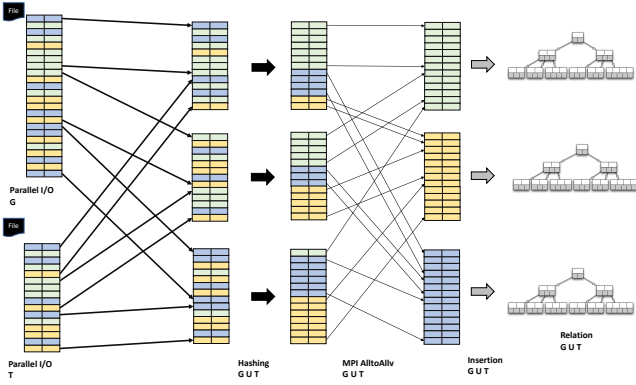 File
Parallel I/O
G
File
Parallel I/O
T
Hashing
G U T
MPI AlltoAllv
G U T
Insertion
G U T
Relation
G U T